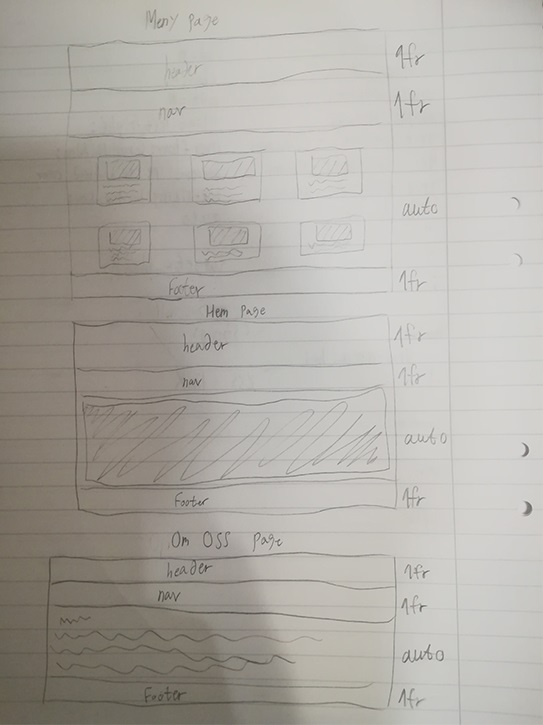 Meny page
header 1fr
nav 1fr
auto
Footer 1fr
Hem page
header 1fr
nav 1fr
auto
Footer 1fr
Om OSS page
header 1fr
nav 1fr
auto
Footer 1fr